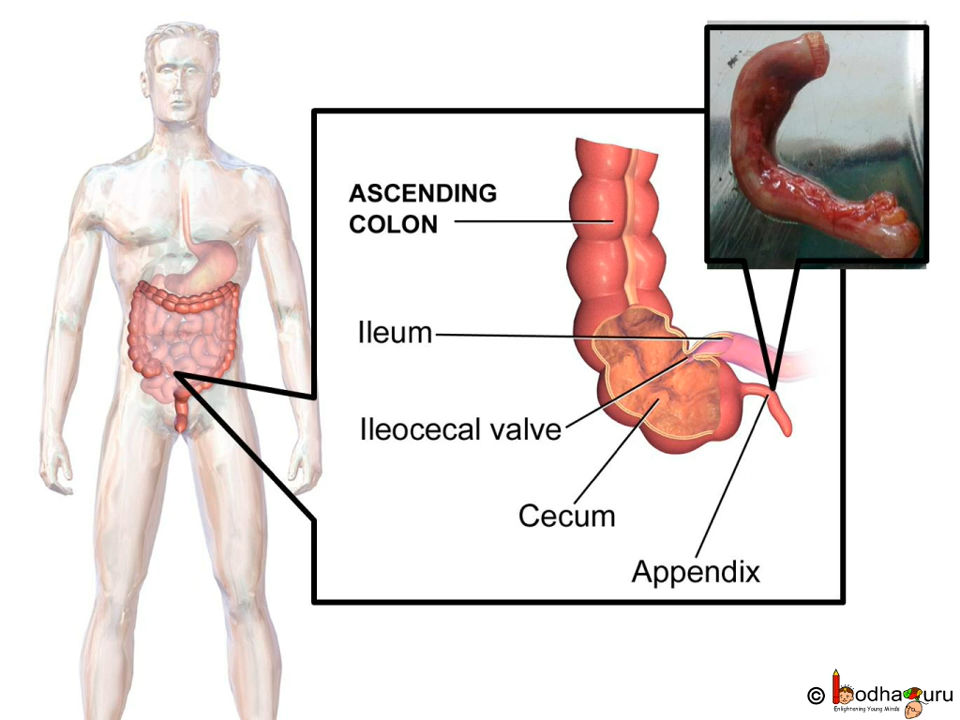 ASCENDING
COLON
Ileum
Ileocecal valve
Cecum
Appendix
© bodhaguru
Enlightening Young Minds